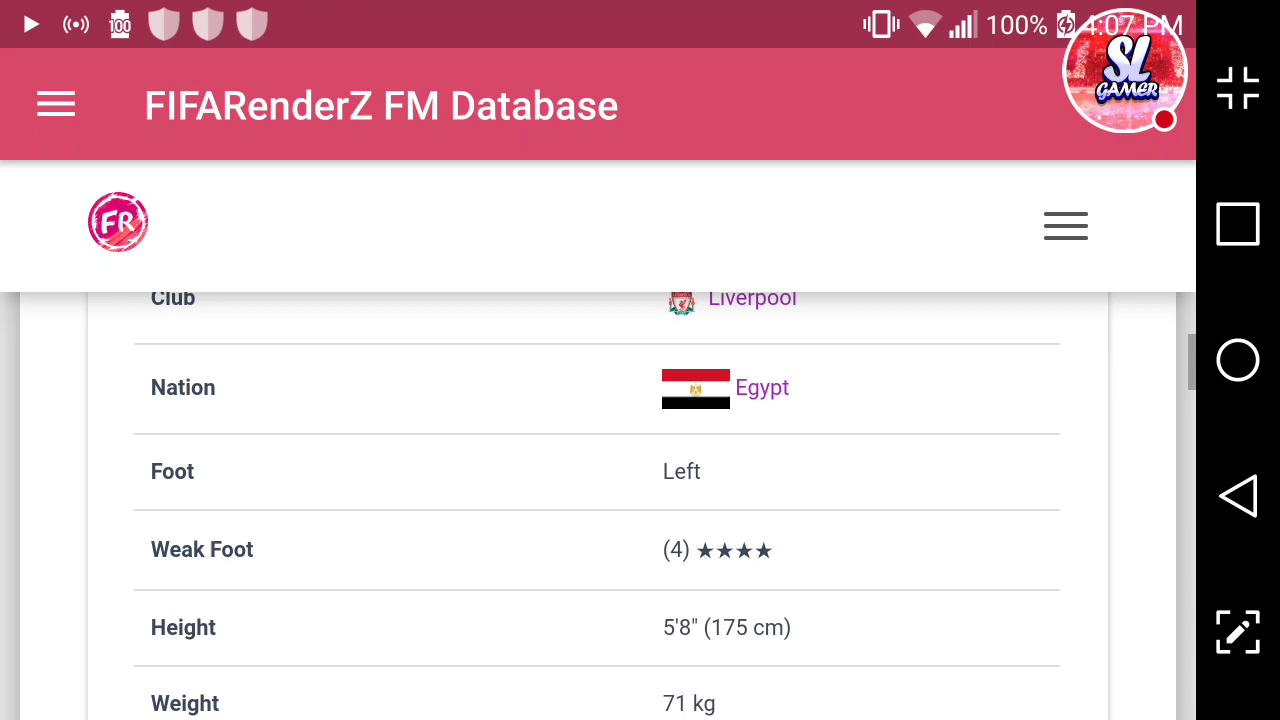 100
100%
4:07 PM
SL
GAMER
FIFARenderZ FM Database
FR
Club Liverpool
Nation Egypt
Foot Left
Weak Foot (4) ★★★★
Height 5'8" (175 cm)
Weight 71 kg